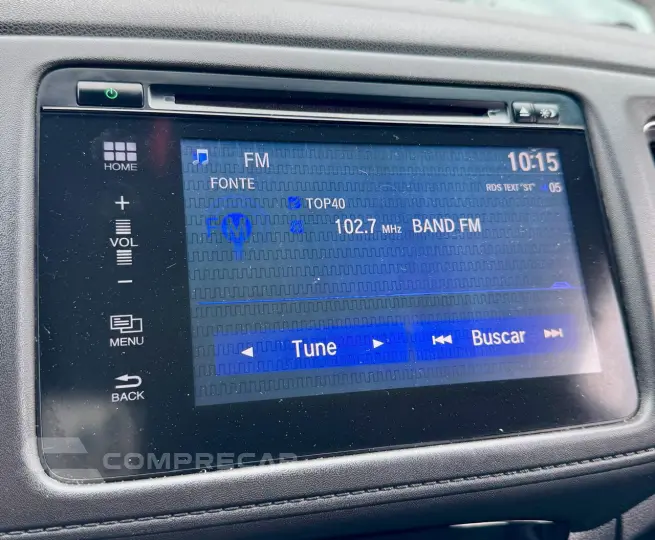 HOME
FM
10:15
FONTE
RDS TEXT "ST" 05
TOP40
102.7 MHz BAND FM
+
VOL
−
Tune
Buscar
MENU
BACK
COMPRECAR